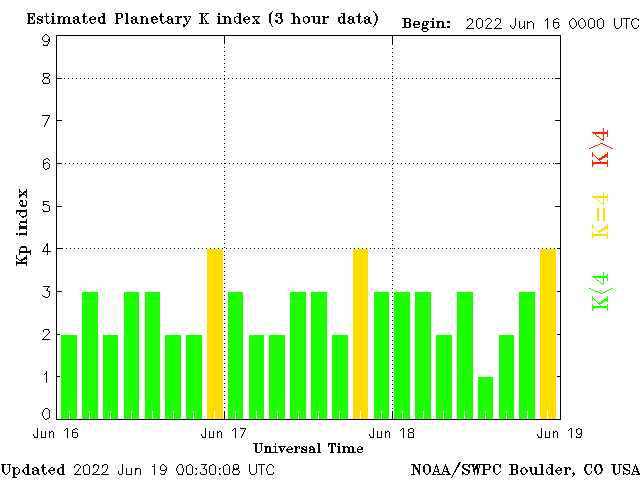 Estimated Planetary K index (3 hour data) Begin: 2022 Jun 16 0000 UTC
9
8
7
6
5
4
3
2
1
0
Kp index
K>4
K=4
K<4
Jun 16 Jun 17 Jun 18 Jun 19
Universal Time
Updated 2022 Jun 19 00:30:08 UTC NOAA/SWPC Boulder, CO USA